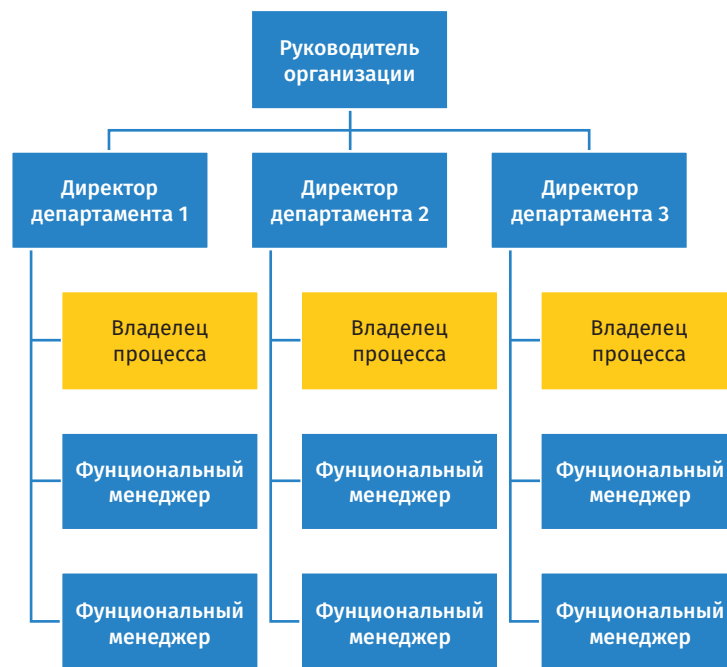 Руководитель
организации
Директор
департамента 1
Директор
департамента 2
Директор
департамента 3
Владелец
процесса
Владелец
процесса
Владелец
процесса
Фунциональный
менеджер
Фунциональный
менеджер
Фунциональный
менеджер
Фунциональный
менеджер
Фунциональный
менеджер
Фунциональный
менеджер